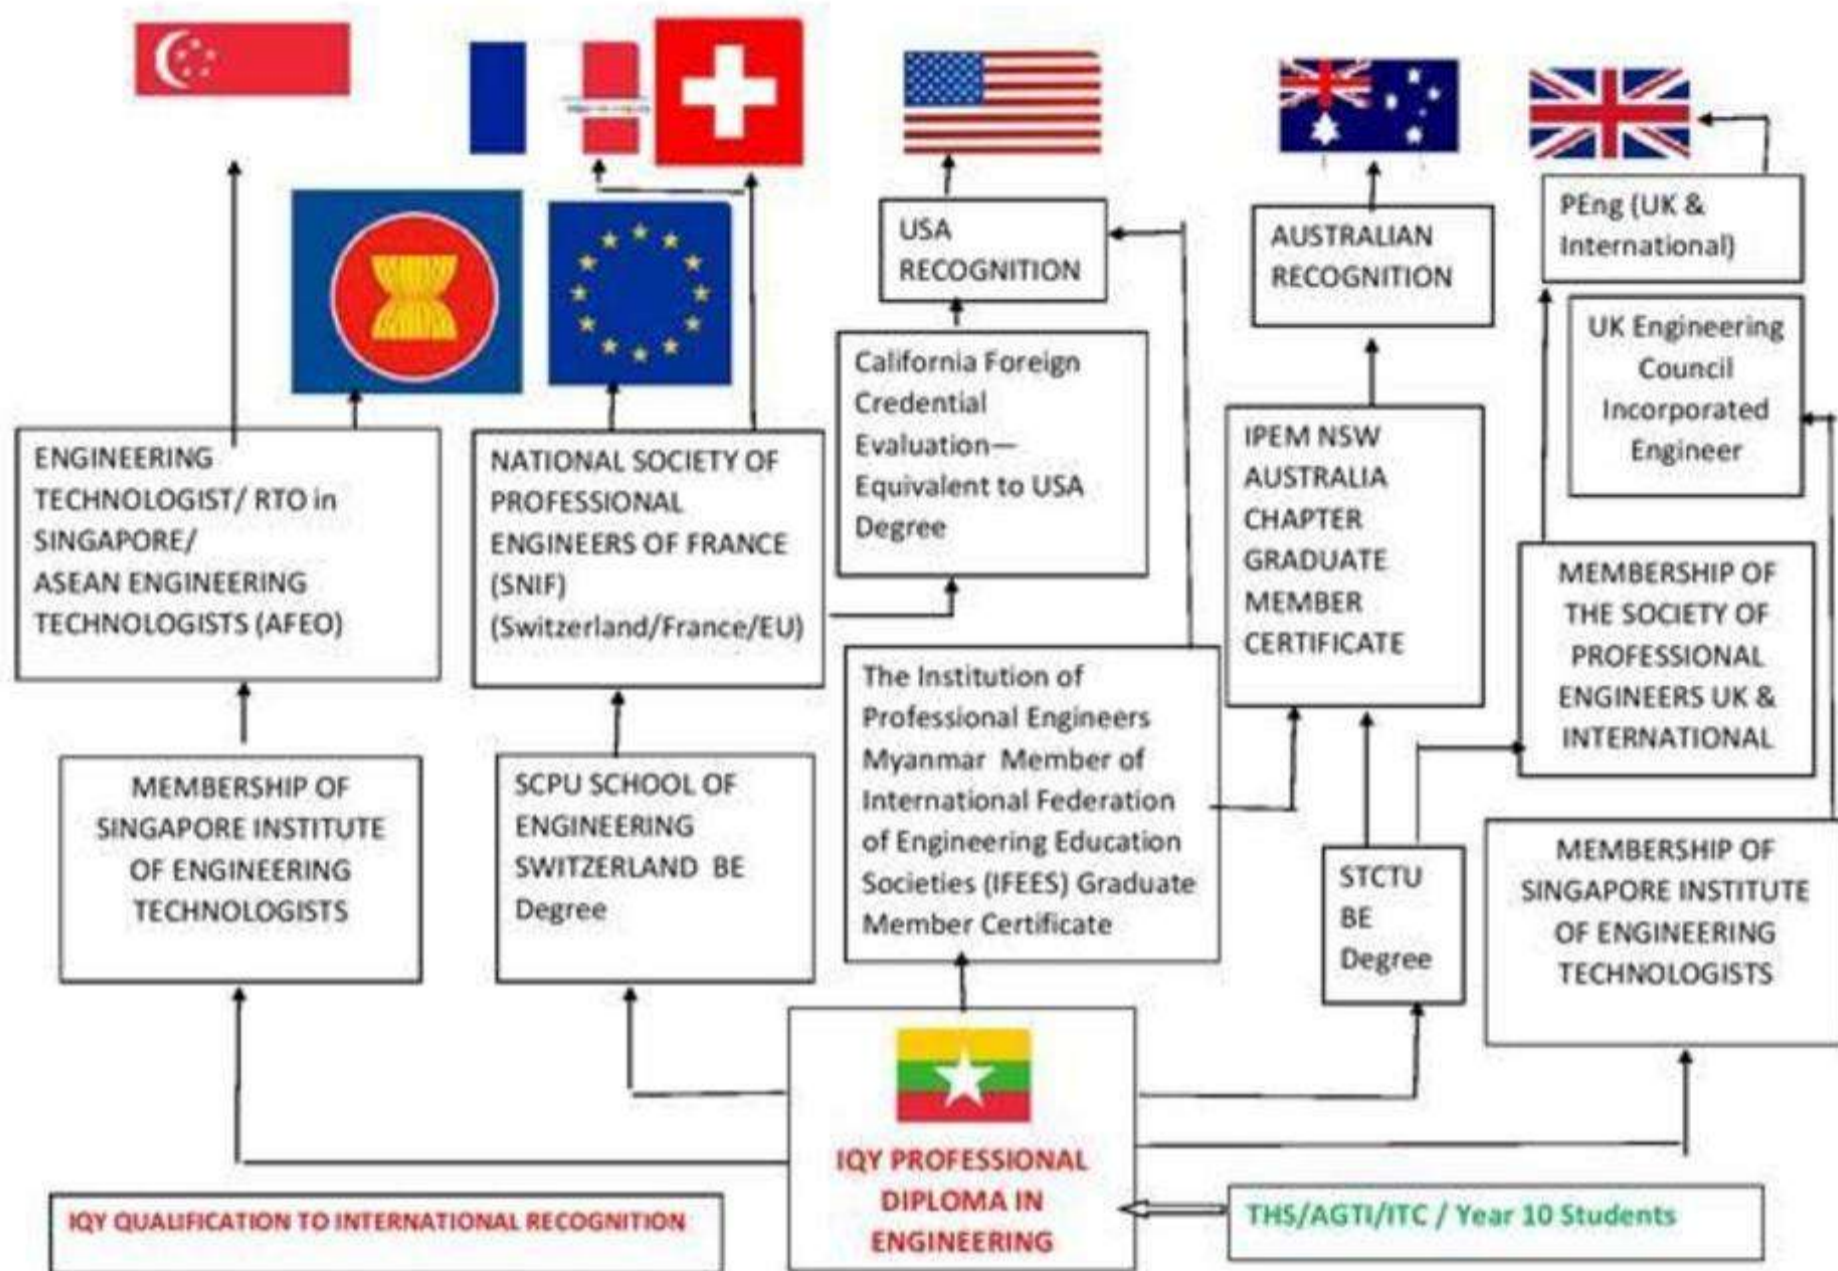 USA
RECOGNITION
AUSTRALIAN
RECOGNITION
PEng (UK &
International)
UK Engineering
Council
Incorporated
Engineer
California Foreign
Credential
Evaluation—
Equivalent to USA
Degree
ENGINEERING
TECHNOLOGIST/ RTO in
SINGAPORE/
ASEAN ENGINEERING
TECHNOLOGISTS (AFEO)
NATIONAL SOCIETY OF
PROFESSIONAL
ENGINEERS OF FRANCE
(SNIF)
(Switzerland/France/EU)
IPEM NSW
AUSTRALIA
CHAPTER
GRADUATE
MEMBER
CERTIFICATE
MEMBERSHIP OF
THE SOCIETY OF
PROFESSIONAL
ENGINEERS UK &
INTERNATIONAL
The Institution of
Professional Engineers
Myanmar Member of
International Federation
of Engineering Education
Societies (IFEES) Graduate
Member Certificate
MEMBERSHIP OF
SINGAPORE INSTITUTE
OF ENGINEERING
TECHNOLOGISTS
SCPU SCHOOL OF
ENGINEERING
SWITZERLAND BE
Degree
STCTU
BE
Degree
MEMBERSHIP OF
SINGAPORE INSTITUTE
OF ENGINEERING
TECHNOLOGISTS
IQY PROFESSIONAL
DIPLOMA IN
ENGINEERING
IQY QUALIFICATION TO INTERNATIONAL RECOGNITION
THS/AGTI/ITC / Year 10 Students